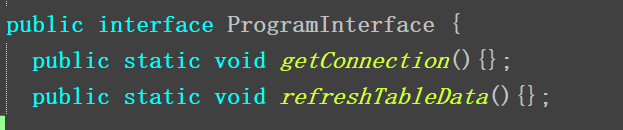 public interface ProgramInterface {
public static void getConnection(){};
public static void refreshTableData(){};